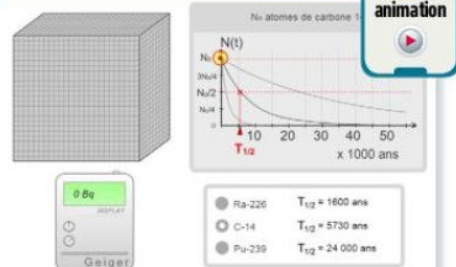 animation
N₀ atomes de carbone 1
N(t)
N₀
3N₀/4
N₀/2
N₀/4
0
10 20 30 40 50
T1/2
x 1000 ans
0 Bq
DISPLAY
Geiger
Ra-226 T1/2 = 1600 ans
C-14 T1/2 = 5730 ans
Pu-239 T1/2 = 24 000 ans